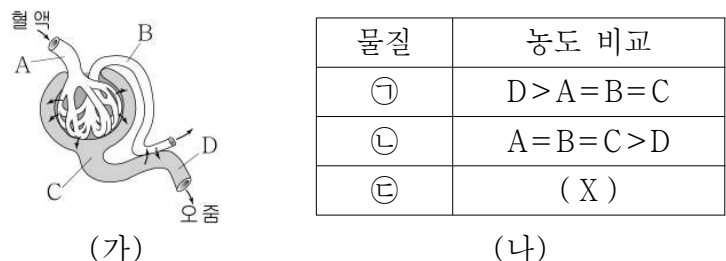 혈액
A
B
C
D
오줌
(가)
물질 농도 비교
㉠ D>A=B=C
㉡ A=B=C>D
㉢ ( X )
(나)